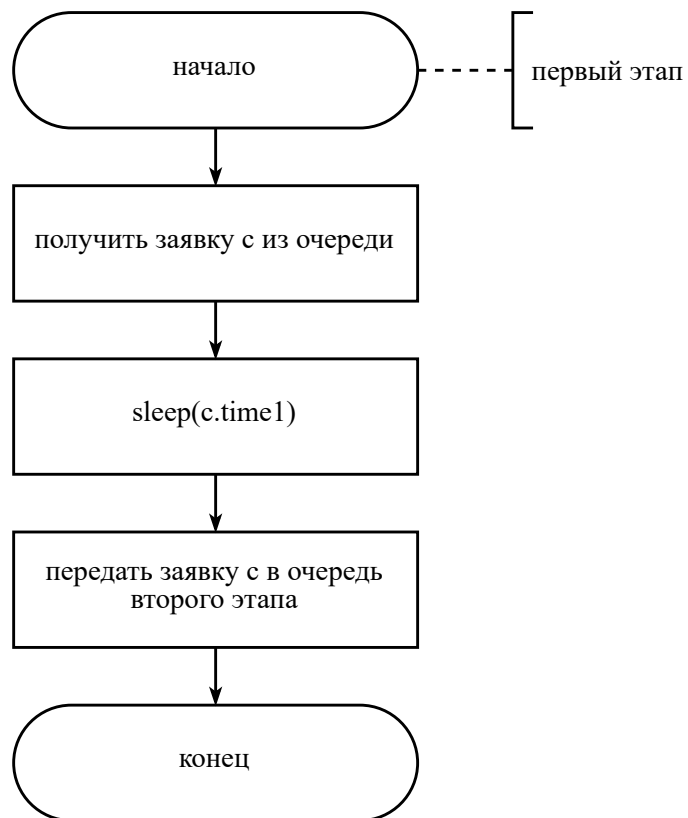 начало
первый этап
получить заявку c из очереди
sleep(c.time1)
передать заявку c в очередь
второго этапа
конец